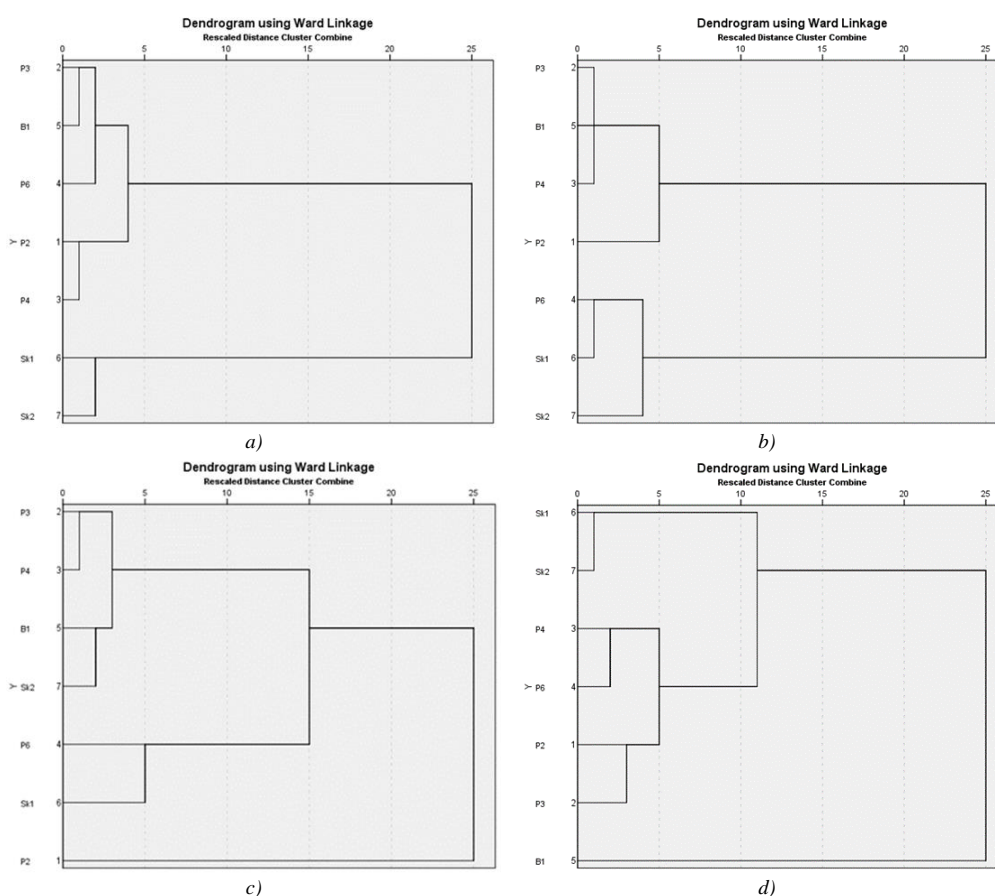 Dendrogram using Ward Linkage
Rescaled Distance Cluster Combine
0 5 10 15 20 25
P3 2
B1 5
P6 4
Y P2 1
P4 3
Sk1 6
Sk2 7
a)
Dendrogram using Ward Linkage
Rescaled Distance Cluster Combine
0 5 10 15 20 25
P3 2
B1 5
P4 3
Y P2 1
P6 4
Sk1 6
Sk2 7
b)
Dendrogram using Ward Linkage
Rescaled Distance Cluster Combine
0 5 10 15 20 25
P3 2
P4 3
B1 5
Y Sk2 7
P6 4
Sk1 6
P2 1
c)
Dendrogram using Ward Linkage
Rescaled Distance Cluster Combine
0 5 10 15 20 25
Sk1 6
Sk2 7
P4 3
Y P6 4
P2 1
P3 2
B1 5
d)